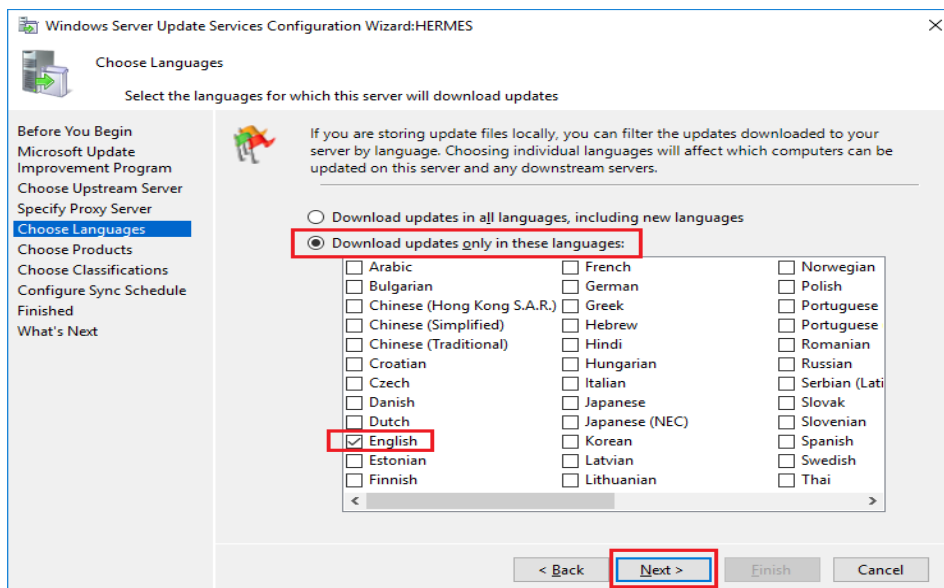 Windows Server Update Services Configuration Wizard:HERMES
Choose Languages
Select the languages for which this server will download updates
Before You Begin
Microsoft Update
Improvement Program
Choose Upstream Server
Specify Proxy Server
Choose Languages
Choose Products
Choose Classifications
Configure Sync Schedule
Finished
What's Next
If you are storing update files locally, you can filter the updates downloaded to your
server by language. Choosing individual languages will affect which computers can be
updated on this server and any downstream servers.
Download updates in all languages, including new languages
Download updates only in these languages:
Arabic
Bulgarian
Chinese (Hong Kong S.A.R.)
Chinese (Simplified)
Chinese (Traditional)
Croatian
Czech
Danish
Dutch
English
Estonian
Finnish
French
German
Greek
Hebrew
Hindi
Hungarian
Italian
Japanese
Japanese (NEC)
Korean
Latvian
Lithuanian
Norwegian
Polish
Portuguese
Portuguese
Romanian
Russian
Serbian (Lati
Slovak
Slovenian
Spanish
Swedish
Thai
< Back
Next >
Finish
Cancel